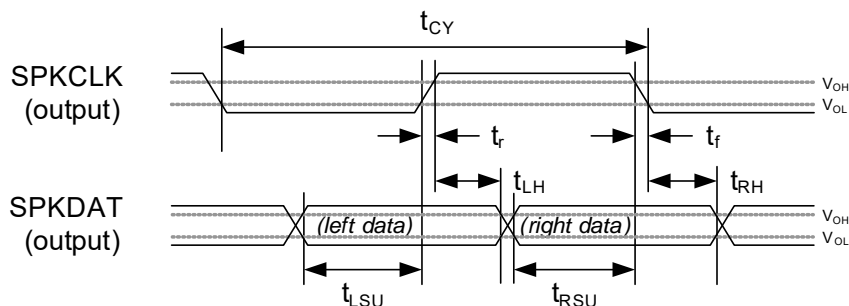 tCY
SPKCLK
(output)
VOH
VOL
tr
tf
tLH
tRH
SPKDAT
(output)
(left data)
(right data)
VOH
VOL
tLSU
tRSU